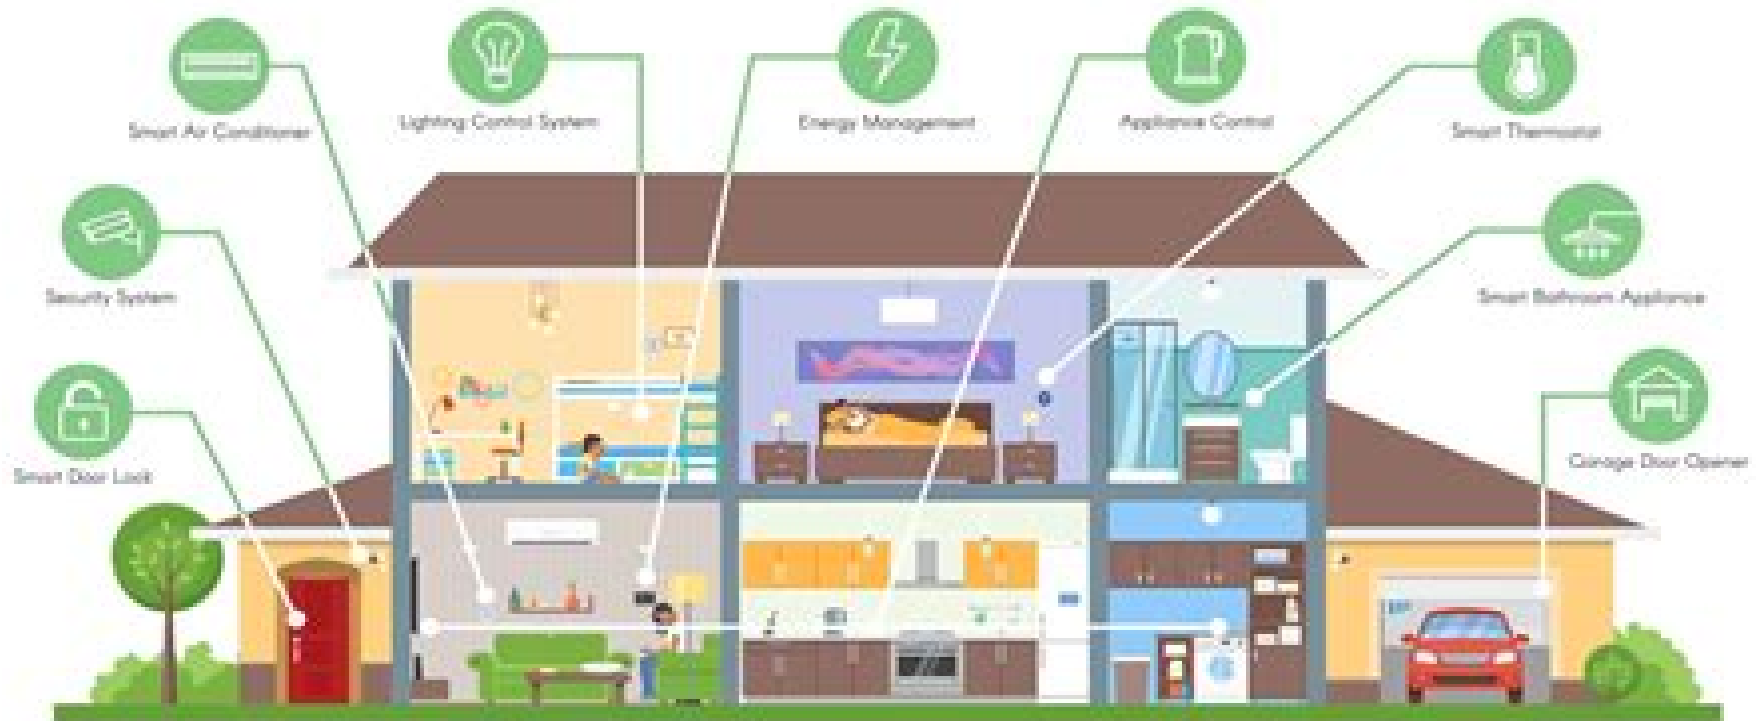 Smart Air Conditioner
Lighting Control System
Energy Management
Appliance Control
Smart Thermostat
Security System
Smart Bathroom Appliance
Smart Door Lock
Garage Door Opener